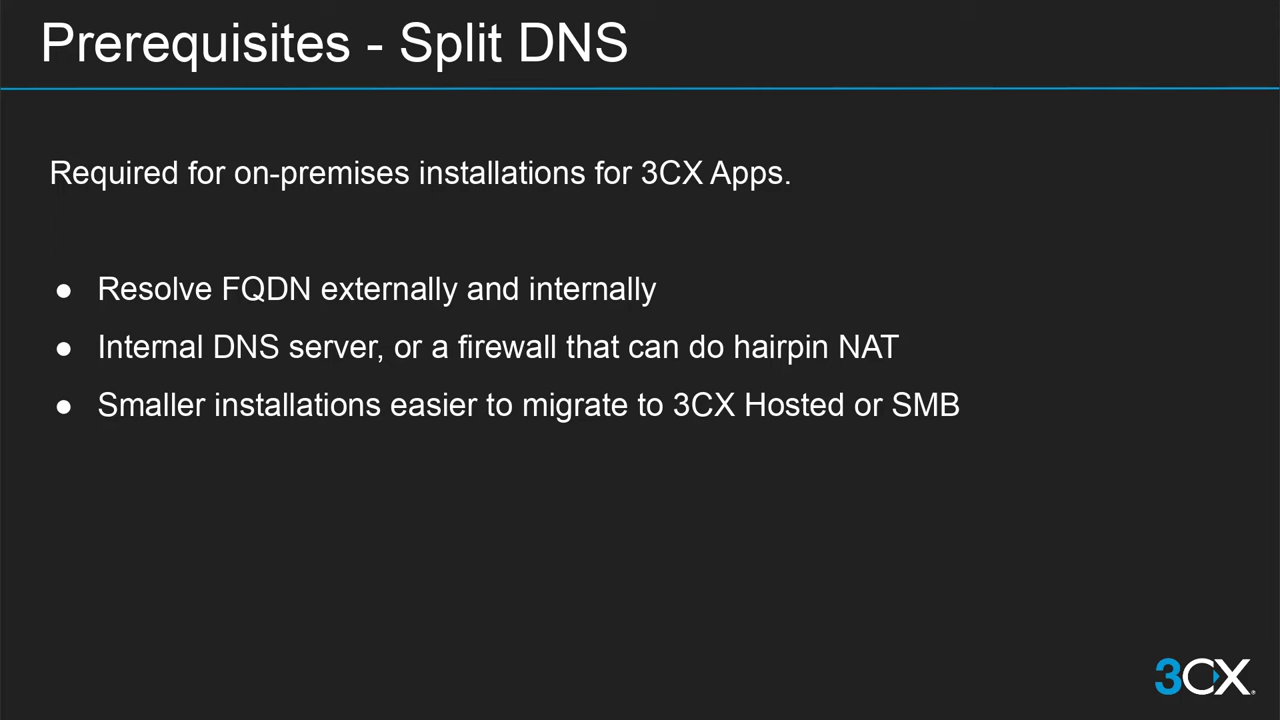 Prerequisites - Split DNS
Required for on-premises installations for 3CX Apps.
● Resolve FQDN externally and internally
● Internal DNS server, or a firewall that can do hairpin NAT
● Smaller installations easier to migrate to 3CX Hosted or SMB
3CX®